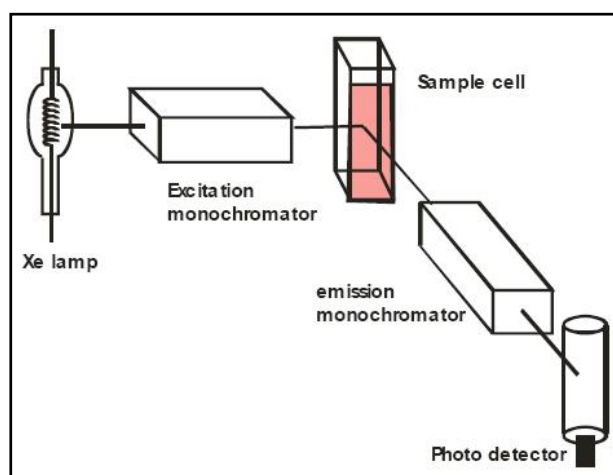 Sample cell
Excitation
monochromator
Xe lamp
emission
monochromator
Photo detector